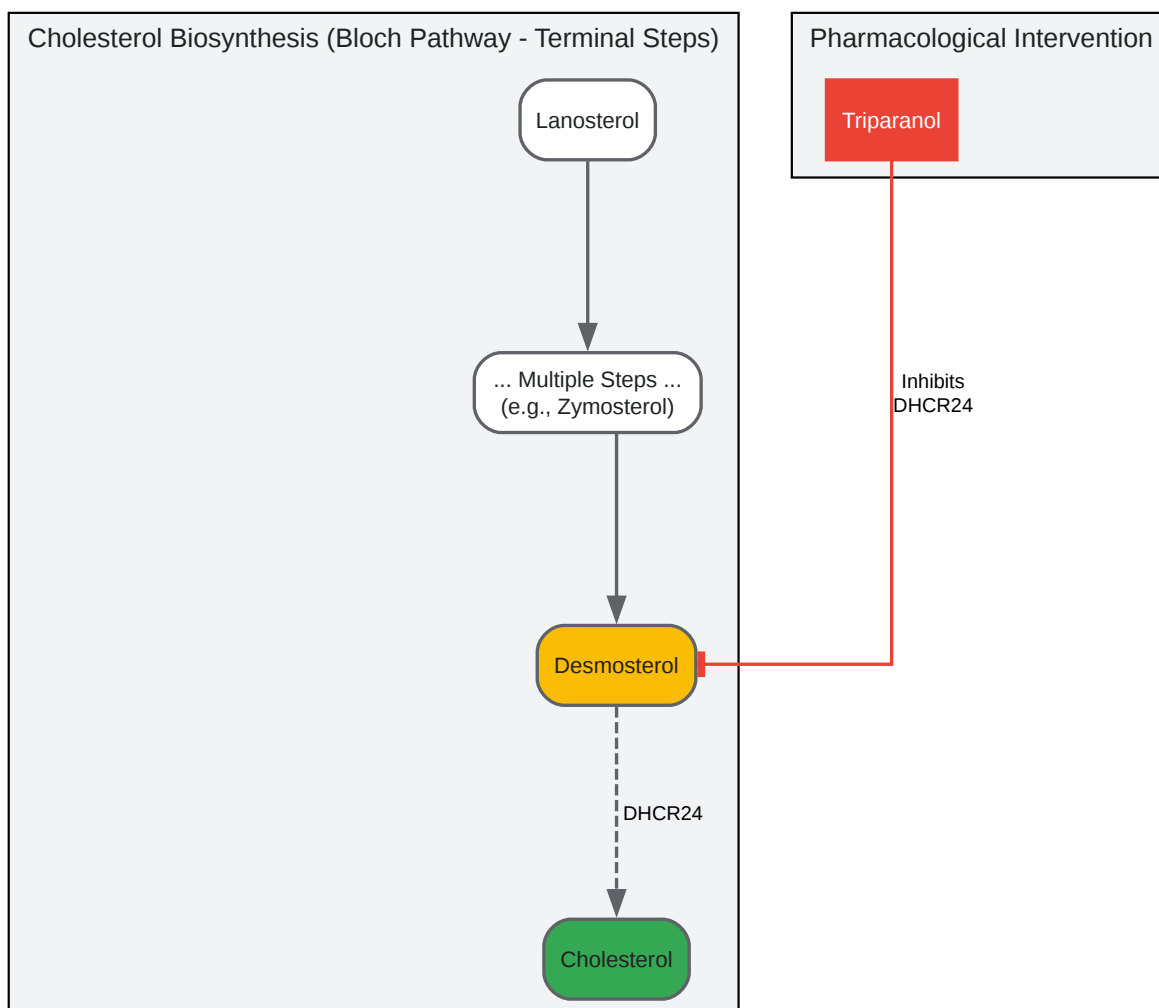 Cholesterol Biosynthesis (Bloch Pathway - Terminal Steps)
Pharmacological Intervention
Lanosterol
Triparanol
... Multiple Steps ...
(e.g., Zymosterol)
Inhibits
DHCR24
Desmosterol
DHCR24
Cholesterol